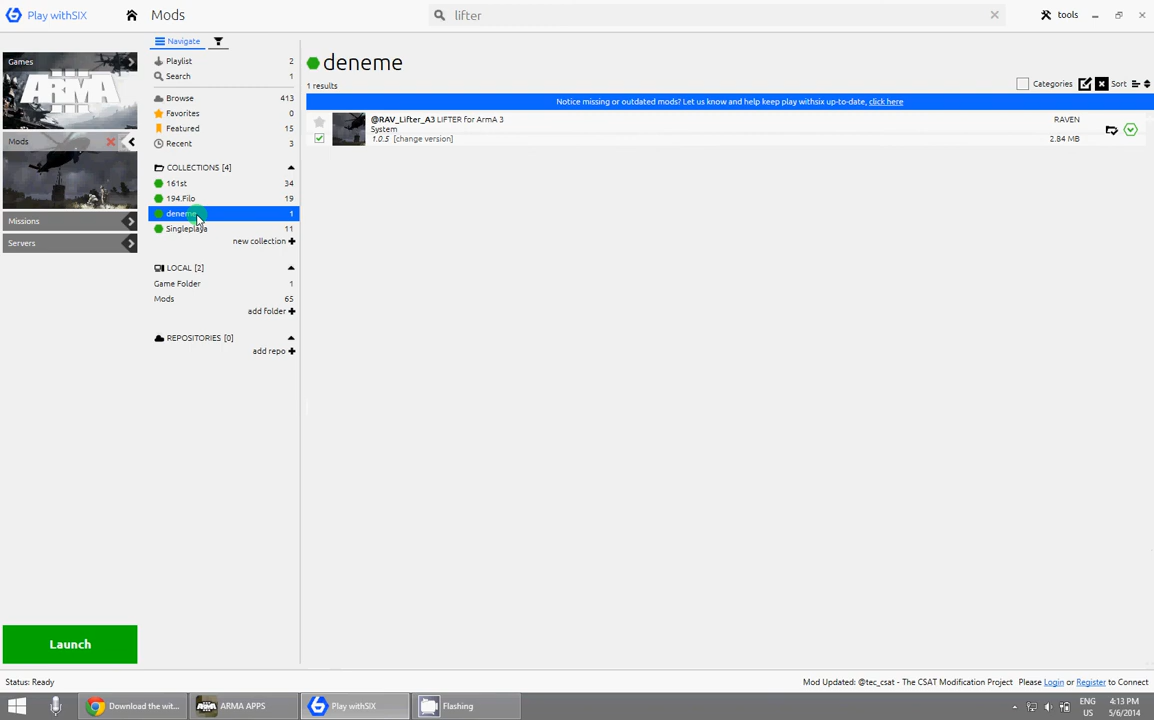 Play withSIX
Mods
lifter
tools
Games
ARMA
Mods
Missions
Servers
Launch
Navigate
Playlist 2
Search 1
Browse 413
Favorites 0
Featured 15
Recent 3
COLLECTIONS [4]
161st 34
194.Filo 19
deneme 1
Singleplaya 11
new collection
LOCAL [2]
Game Folder 1
Mods 65
add folder
REPOSITORIES [0]
add repo
deneme
1 results
Categories Sort
Notice missing or outdated mods? Let us know and help keep play withsix up-to-date, click here
@RAV_Lifter_A3 LIFTER for ArmA 3 RAVEN
System
1.0.5 [change version] 2.84 MB
Status: Ready
Mod Updated: @tec_csat - The CSAT Modification Project Please Login or Register to Connect
Download the wit...
ARMA APPS
Play withSIX
Flashing
ENG
US
4:13 PM
5/6/2014